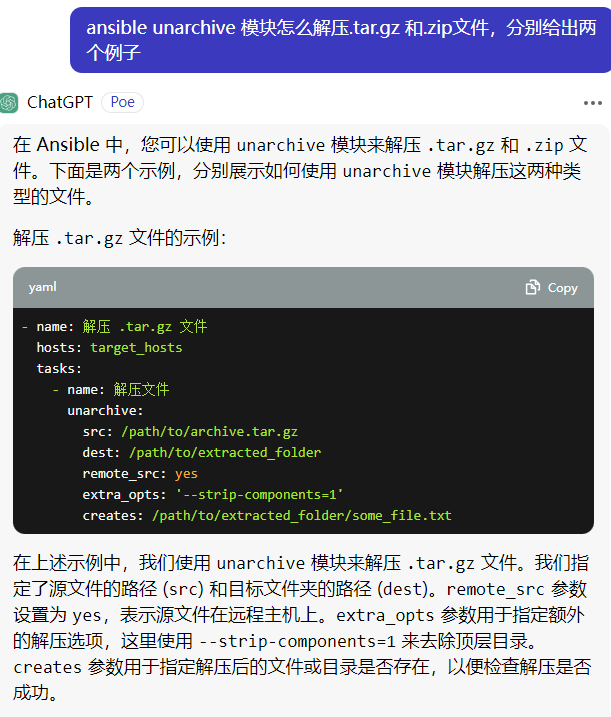 ansible unarchive 模块怎么解压.tar.gz 和.zip文件，分别给出两
个例子
ChatGPT Poe
在 Ansible 中，您可以使用 unarchive 模块来解压 .tar.gz 和 .zip 文
件。下面是两个示例，分别展示如何使用 unarchive 模块解压这两种类
型的文件。
解压 .tar.gz 文件的示例：
yaml Copy
- name: 解压 .tar.gz 文件
hosts: target_hosts
tasks:
- name: 解压文件
unarchive:
src: /path/to/archive.tar.gz
dest: /path/to/extracted_folder
remote_src: yes
extra_opts: '--strip-components=1'
creates: /path/to/extracted_folder/some_file.txt
在上述示例中，我们使用 unarchive 模块来解压 .tar.gz 文件。我们指
定了源文件的路径 (src) 和目标文件夹的路径 (dest)。remote_src 参数
设置为 yes，表示源文件在远程主机上。extra_opts 参数用于指定额外
的解压选项，这里使用 --strip-components=1 来去除顶层目录。
creates 参数用于指定解压后的文件或目录是否存在，以便检查解压是否
成功。